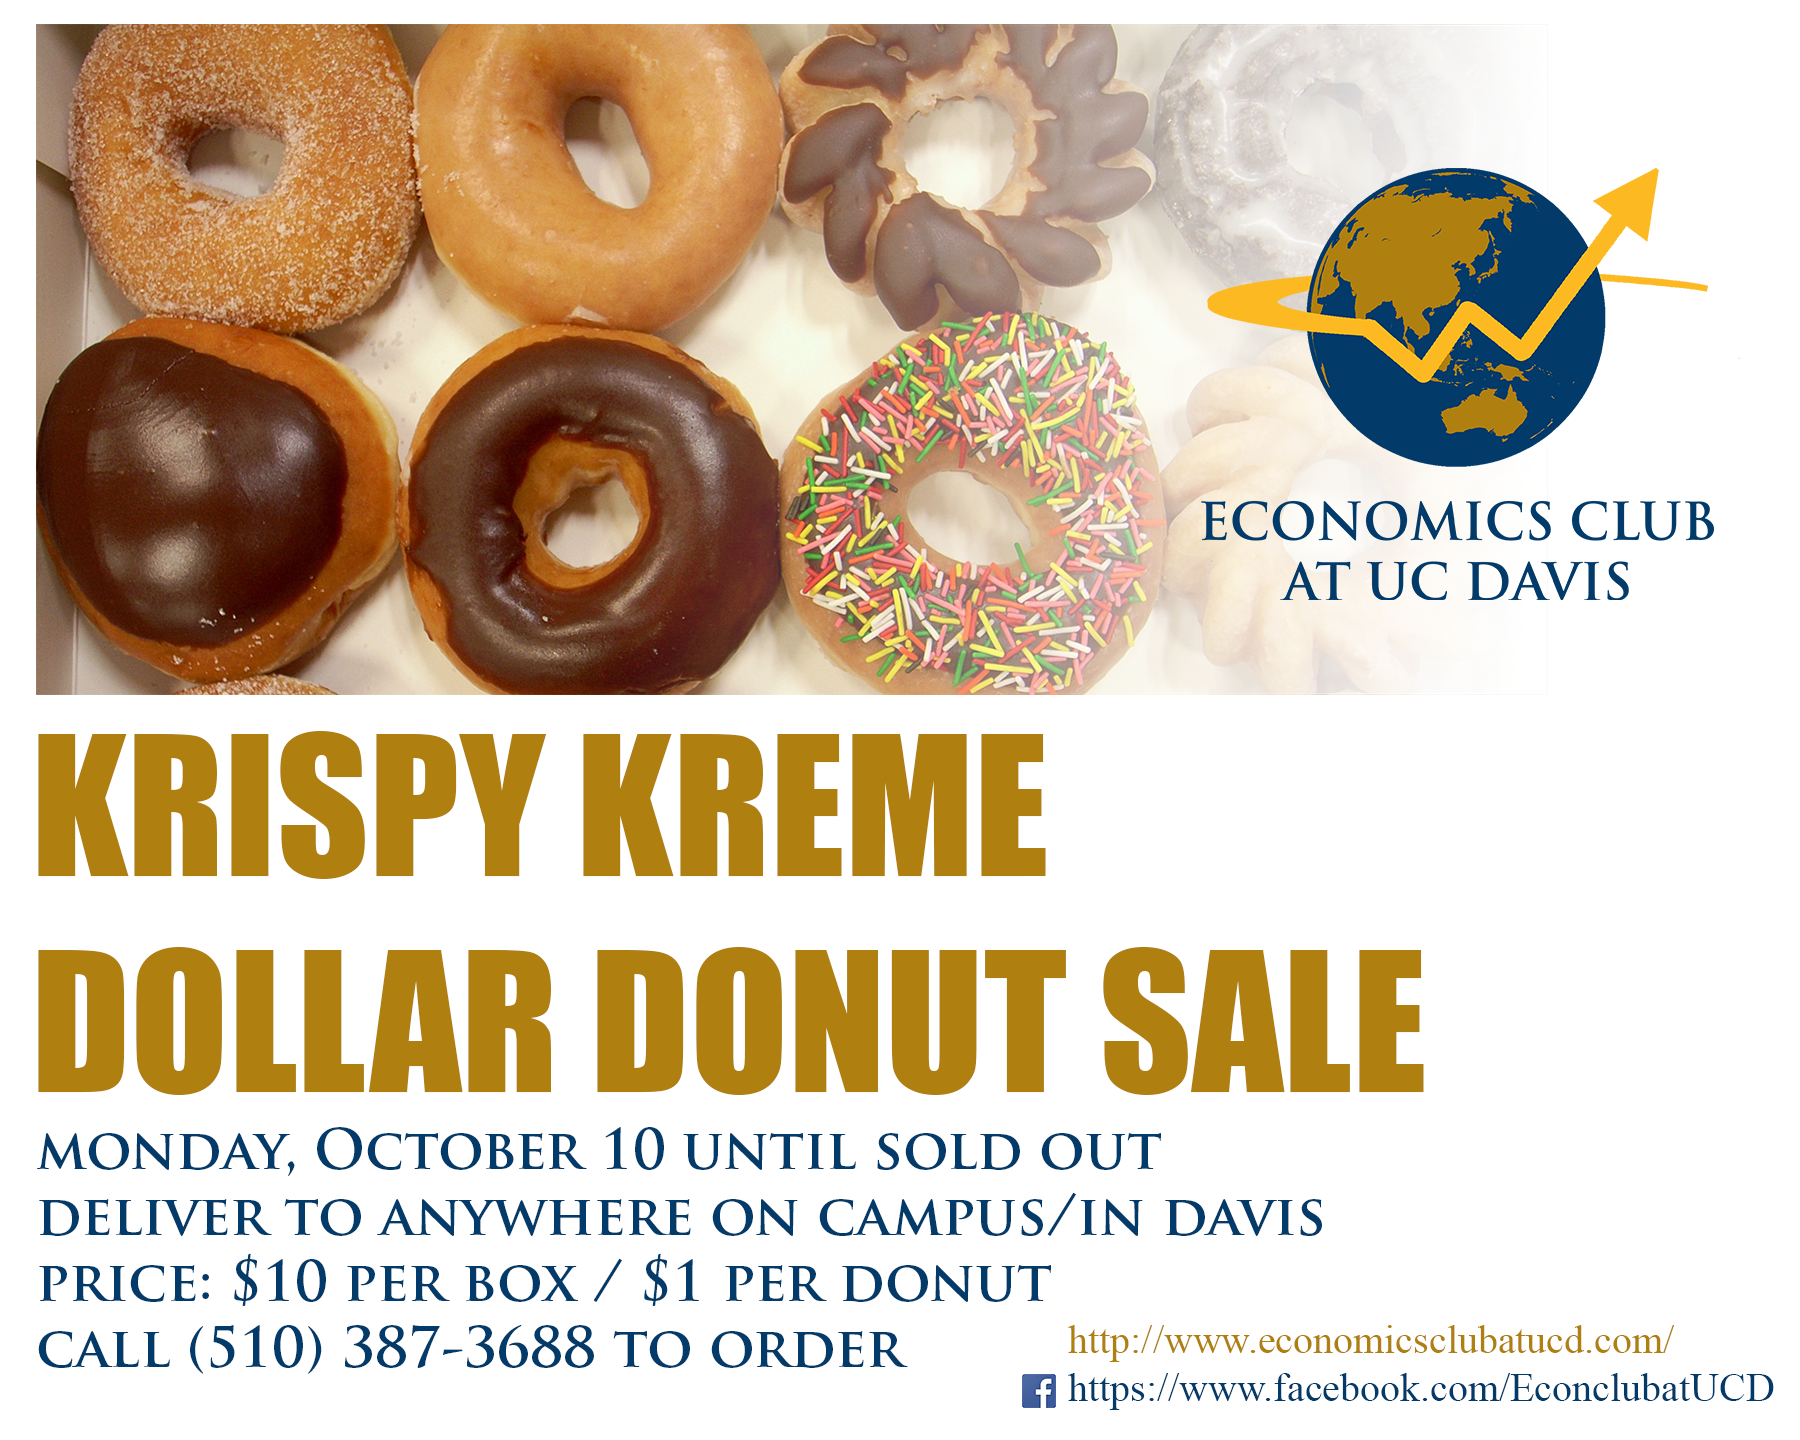 ECONOMICS CLUB
AT UC DAVIS
KRISPY KREME
DOLLAR DONUT SALE
MONDAY, OCTOBER 10 UNTIL SOLD OUT
DELIVER TO ANYWHERE ON CAMPUS/IN DAVIS
PRICE: $10 PER BOX / $1 PER DONUT
CALL (510) 387-3688 TO ORDER
http://www.economicsclubatucd.com/
f https://www.facebook.com/EconclubatUCD